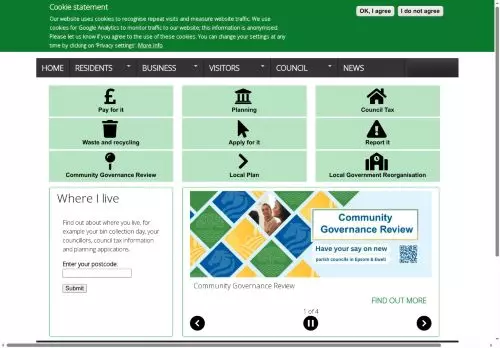 Cookie statement
Our website uses cookies to recognise repeat visits and measure website traffic. We use
cookies for Google Analytics to monitor traffic to our website; this information is anonymised.
Please let us know if you agree to the use of these cookies. You can change your settings at
any time by clicking on 'Privacy settings'. More info
OK, I agree
I do not agree
HOME
RESIDENTS
BUSINESS
VISITORS
COUNCIL
NEWS
Pay for it
Planning
Council Tax
Waste and recycling
Apply for it
Report it
Community Governance Review
Local Plan
Local Government Reorganisation
Where I live
Find out about where you live, for
example your bin collection day, your
councillors, council tax information
and planning applications.
Enter your postcode:
Submit
Community
Governance Review
Have your say on new
parish councils in Epsom & Ewell
Community Governance Review
FIND OUT MORE
1 of 4